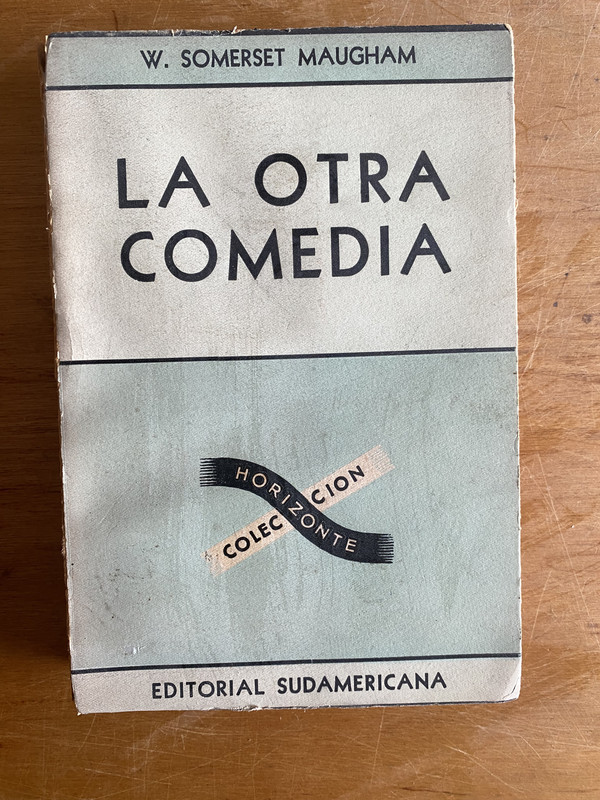 W. SOMERSET MAUGHAM
LA OTRA
COMEDIA
COLECCION
HORIZONTE
EDITORIAL SUDAMERICANA